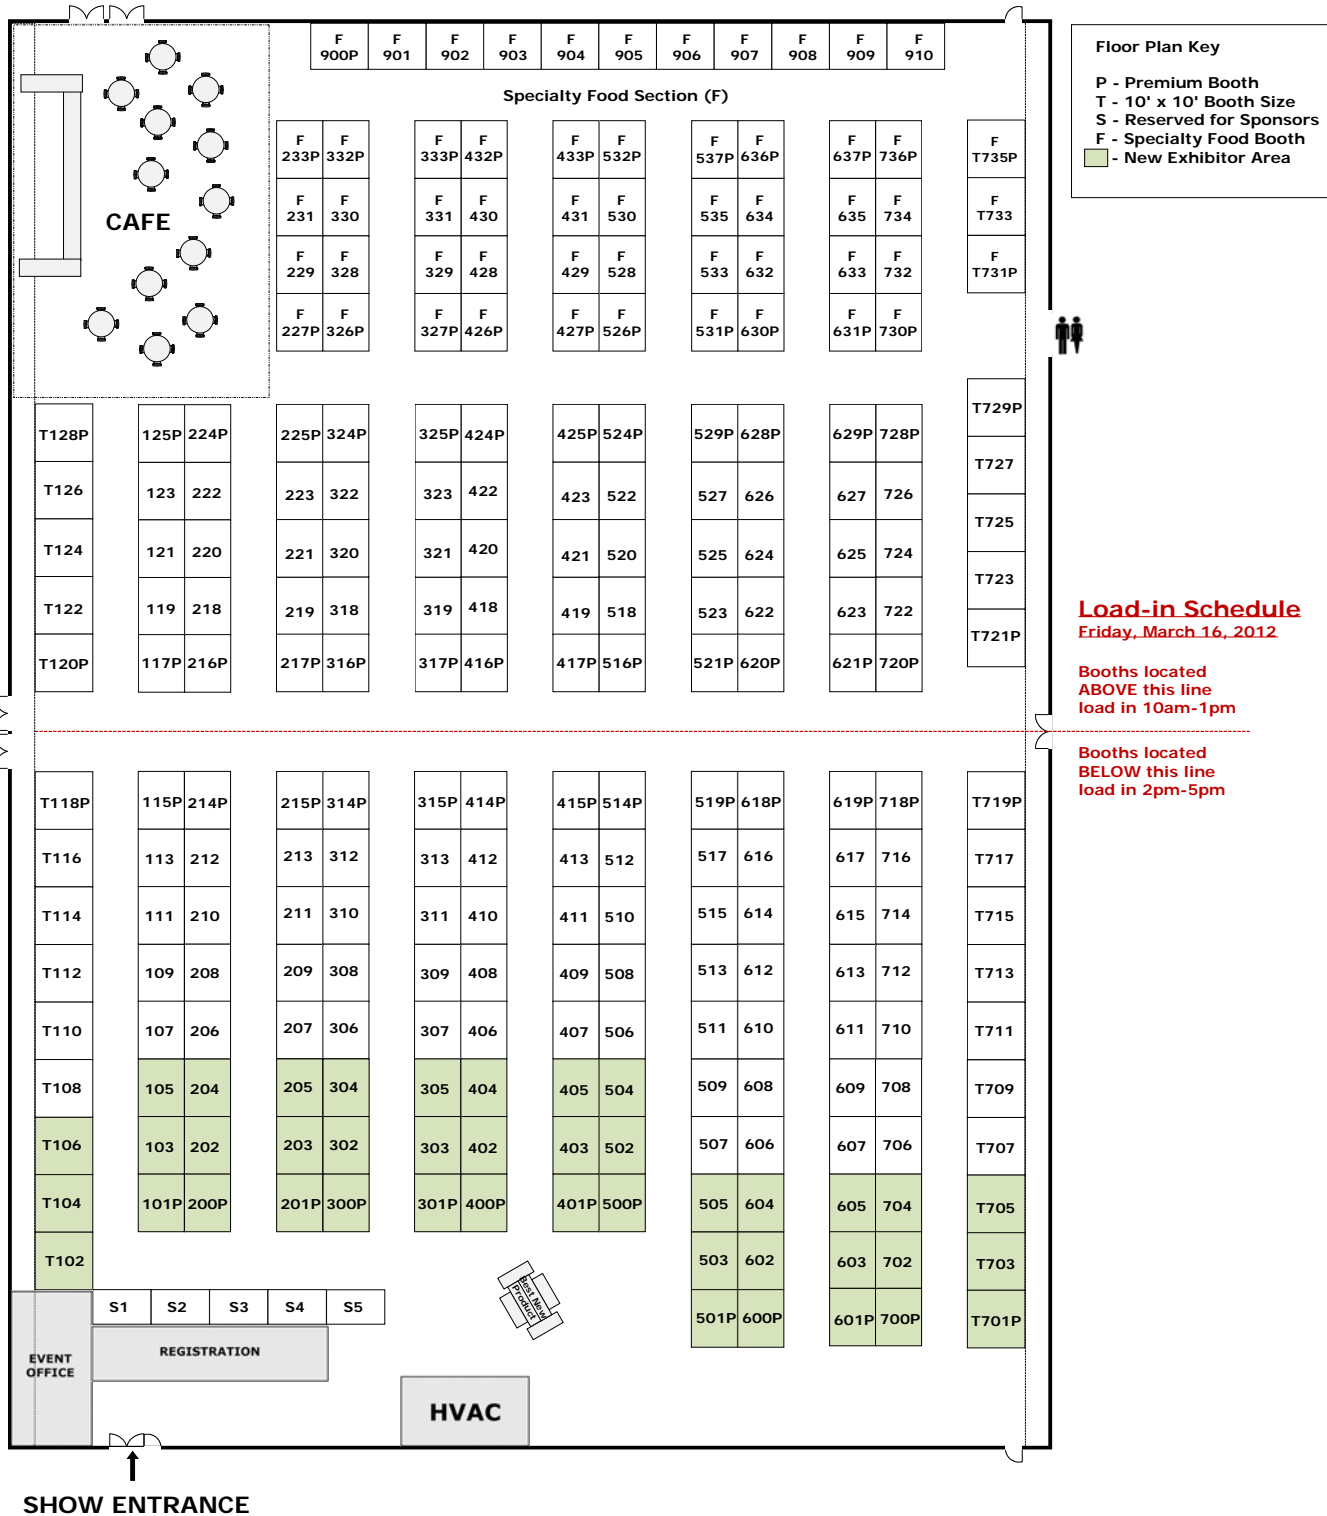 F F F F F F F F F F F
900P 901 902 903 904 905 906 907 908 909 910
Floor Plan Key
P - Premium Booth
T - 10' x 10' Booth Size
S - Reserved for Sponsors
F - Specialty Food Booth
- New Exhibitor Area
Specialty Food Section (F)
F F F F F F F F F F F
233P 332P 333P 432P 433P 532P 537P 636P 637P 736P T735P
CAFE
F F F F F F F F F F F
231 330 331 430 431 530 535 634 635 734 T733
F F F F F F F F F F F
229 328 329 428 429 528 533 632 633 732 T731P
F F F F F F F F F F
227P 326P 327P 426P 427P 526P 531P 630P 631P 730P
T729P
T128P 125P 224P 225P 324P 325P 424P 425P 524P 529P 628P 629P 728P
T727
T126 123 222 223 322 323 422 423 522 527 626 627 726
T725
T124 121 220 221 320 321 420 421 520 525 624 625 724
T723
T122 119 218 219 318 319 418 419 518 523 622 623 722
T721P
T120P 117P 216P 217P 316P 317P 416P 417P 516P 521P 620P 621P 720P
Load-in Schedule
Friday, March 16, 2012
Booths located
ABOVE this line
load in 10am-1pm
Booths located
BELOW this line
load in 2pm-5pm
T118P 115P 214P 215P 314P 315P 414P 415P 514P 519P 618P 619P 718P T719P
T116 113 212 213 312 313 412 413 512 517 616 617 716 T717
T114 111 210 211 310 311 410 411 510 515 614 615 714 T715
T112 109 208 209 308 309 408 409 508 513 612 613 712 T713
T110 107 206 207 306 307 406 407 506 511 610 611 710 T711
T108 105 204 205 304 305 404 405 504 509 608 609 708 T709
T106 103 202 203 302 303 402 403 502 507 606 607 706 T707
T104 101P 200P 201P 300P 301P 400P 401P 500P 505 604 605 704 T705
T102 503 602 603 702 T703
S1 S2 S3 S4 S5
Best New
Product
501P 600P 601P 700P T701P
EVENT
OFFICE
REGISTRATION
HVAC
SHOW ENTRANCE